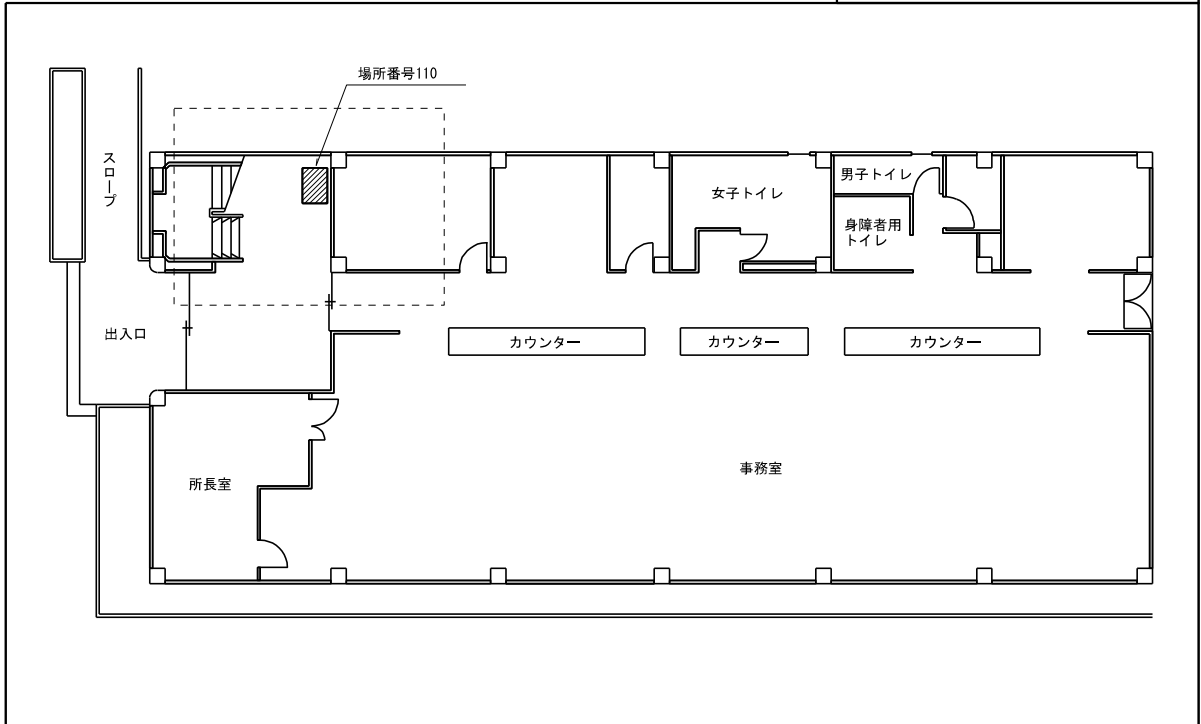 場所番号110
スロープ
女子トイレ
男子トイレ
身障者用
トイレ
出入口
カウンター
カウンター
カウンター
所長室
事務室